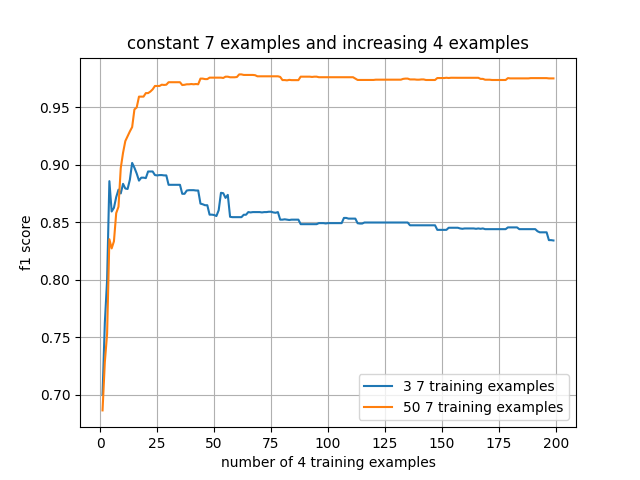 constant 7 examples and increasing 4 examples
f1 score
0.95
0.90
0.85
0.80
0.75
0.70
3 7 training examples
50 7 training examples
0 25 50 75 100 125 150 175 200
number of 4 training examples